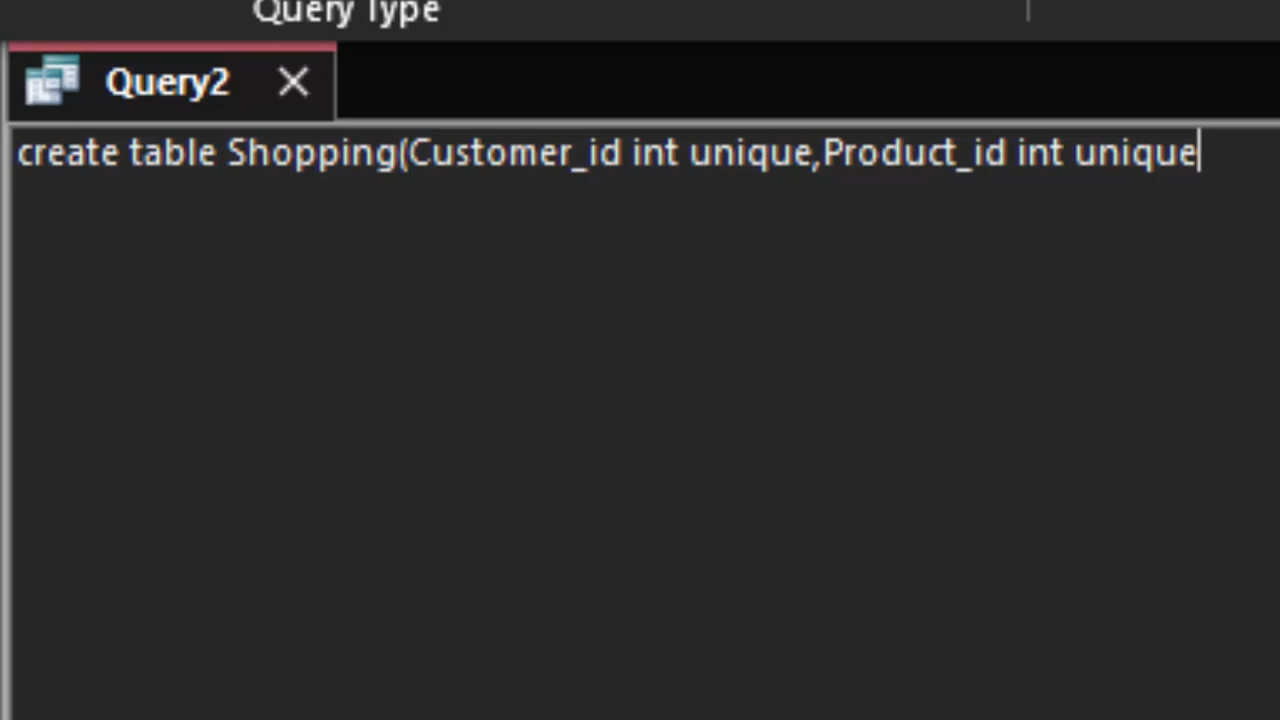 Query Type
Query2
create table Shopping(Customer_id int unique,Product_id int unique